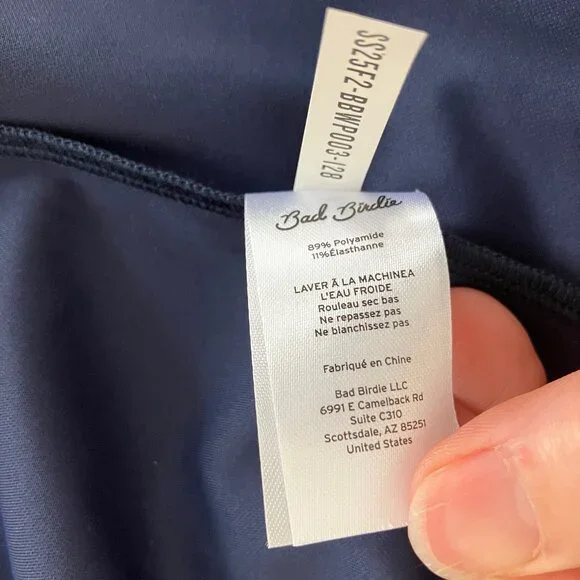 SS25F2-BBWP003-128
Bad Birdie
89% Polyamide
11%Élasthanne
LAVER À LA MACHINEA
L'EAU FROIDE
Rouleau sec bas
Ne repassez pas
Ne blanchissez pas
Fabriqué en Chine
Bad Birdie LLC
6991 E Camelback Rd
Suite C310
Scottsdale, AZ 85251
United States